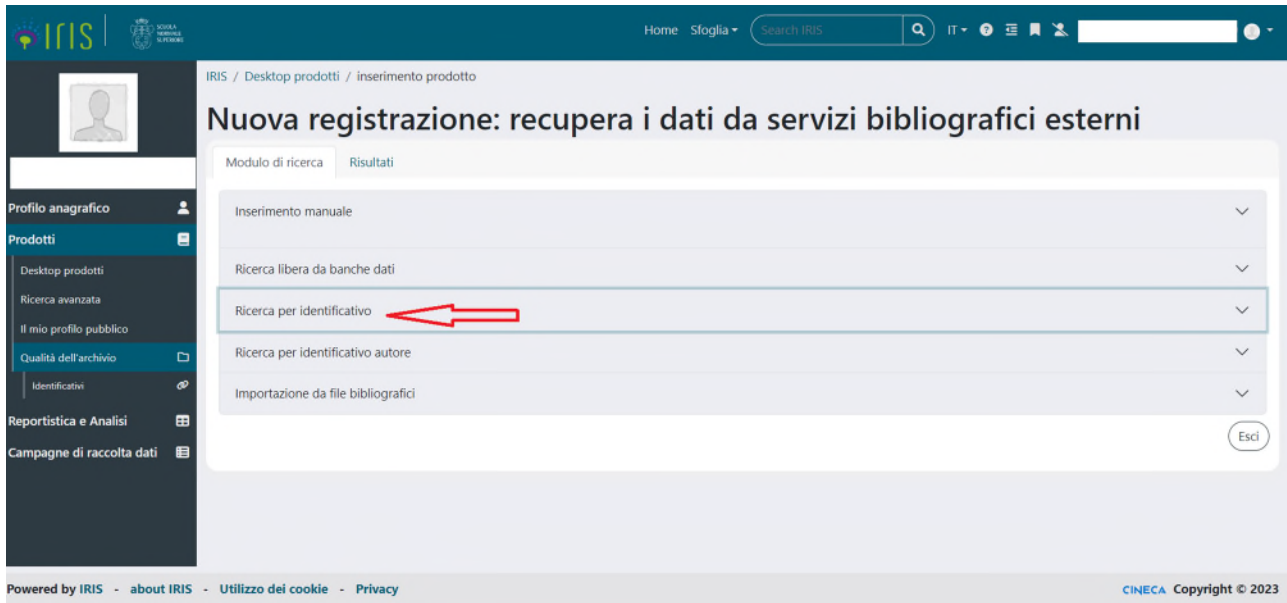 IRIS
SCUOLA
NORMALE
SUPERIORE
Home Sfoglia Search IRIS IT
IRIS / Desktop prodotti / inserimento prodotto
Nuova registrazione: recupera i dati da servizi bibliografici esterni
Modulo di ricerca Risultati
Profilo anagrafico
Prodotti
Desktop prodotti
Ricerca avanzata
Il mio profilo pubblico
Qualità dell'archivio
Identificativi
Reportistica e Analisi
Campagne di raccolta dati
Inserimento manuale
Ricerca libera da banche dati
Ricerca per identificativo
Ricerca per identificativo autore
Importazione da file bibliografici
Esci
Powered by IRIS - about IRIS - Utilizzo dei cookie - Privacy
CINECA Copyright © 2023